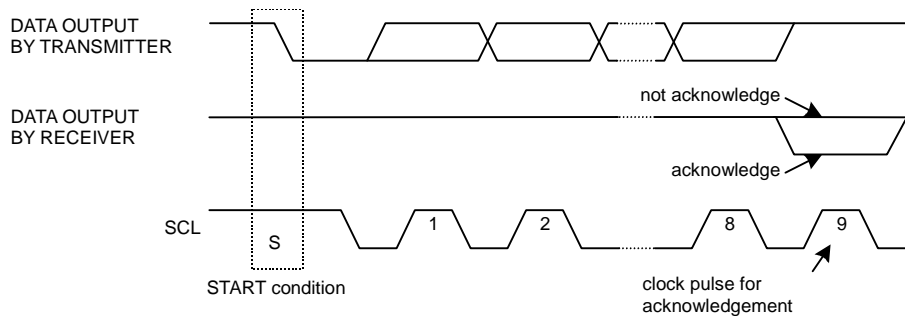 DATA OUTPUT
BY TRANSMITTER
not acknowledge
DATA OUTPUT
BY RECEIVER
acknowledge
SCL
S
1
2
8
9
START condition
clock pulse for
acknowledgement